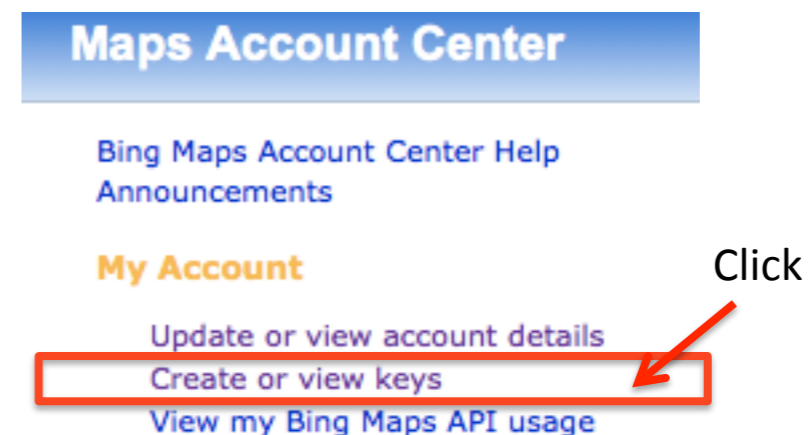 Maps Account Center
Bing Maps Account Center Help
Announcements
My Account
Click
Update or view account details
Create or view keys
View my Bing Maps API usage